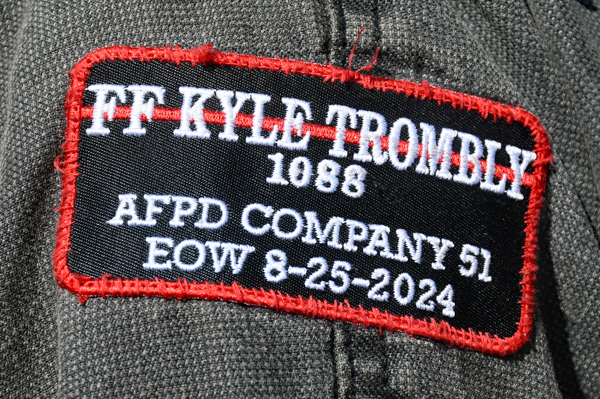 FF KYLE TROMBLY
1088
AFPD COMPANY 51
EOW 8-25-2024